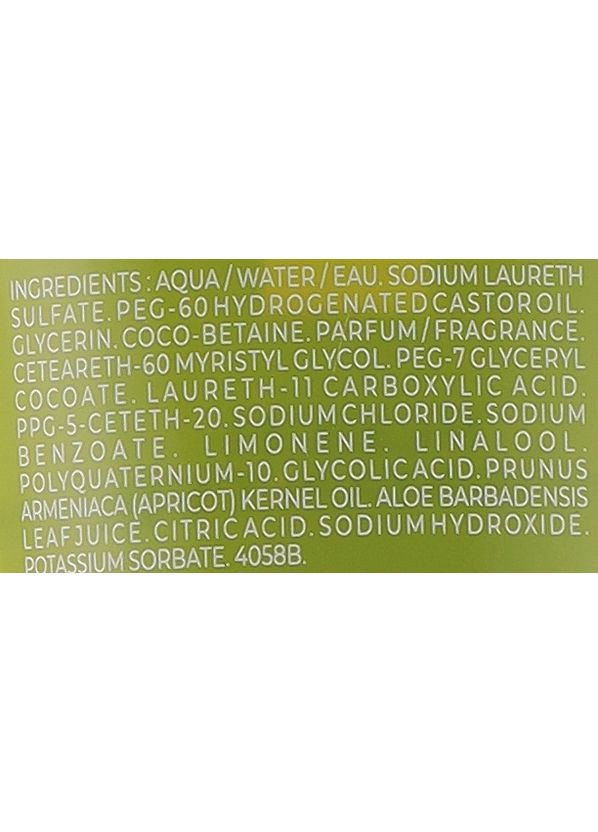 INGREDIENTS : AQUA / WATER / EAU. SODIUM LAURETH
SULFATE. PEG-60 HYDROGENATED CASTOR OIL.
GLYCERIN. COCO-BETAINE. PARFUM / FRAGRANCE.
CETEARETH-60 MYRISTYL GLYCOL. PEG-7 GLYCERYL
COCOATE. LAURETH-11 CARBOXYLIC ACID.
PPG-5-CETETH-20. SODIUM CHLORIDE. SODIUM
BENZOATE. LIMONENE. LINALOOL.
POLYQUATERNIUM-10. GLYCOLIC ACID. PRUNUS
ARMENIACA (APRICOT) KERNEL OIL. ALOE BARBADENSIS
LEAF JUICE. CITRIC ACID. SODIUM HYDROXIDE.
POTASSIUM SORBATE. 4058B.